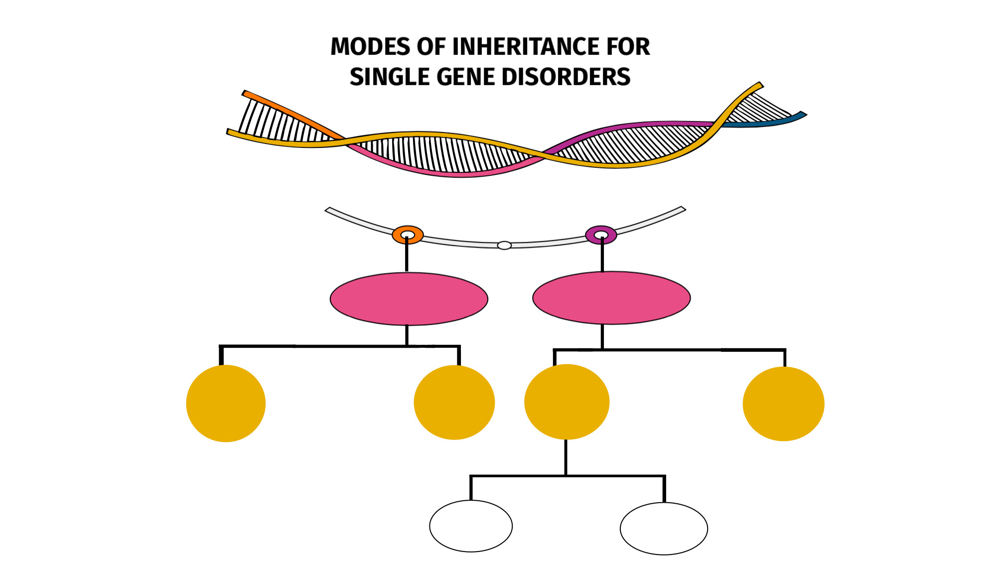 MODES OF INHERITANCE FOR
SINGLE GENE DISORDERS